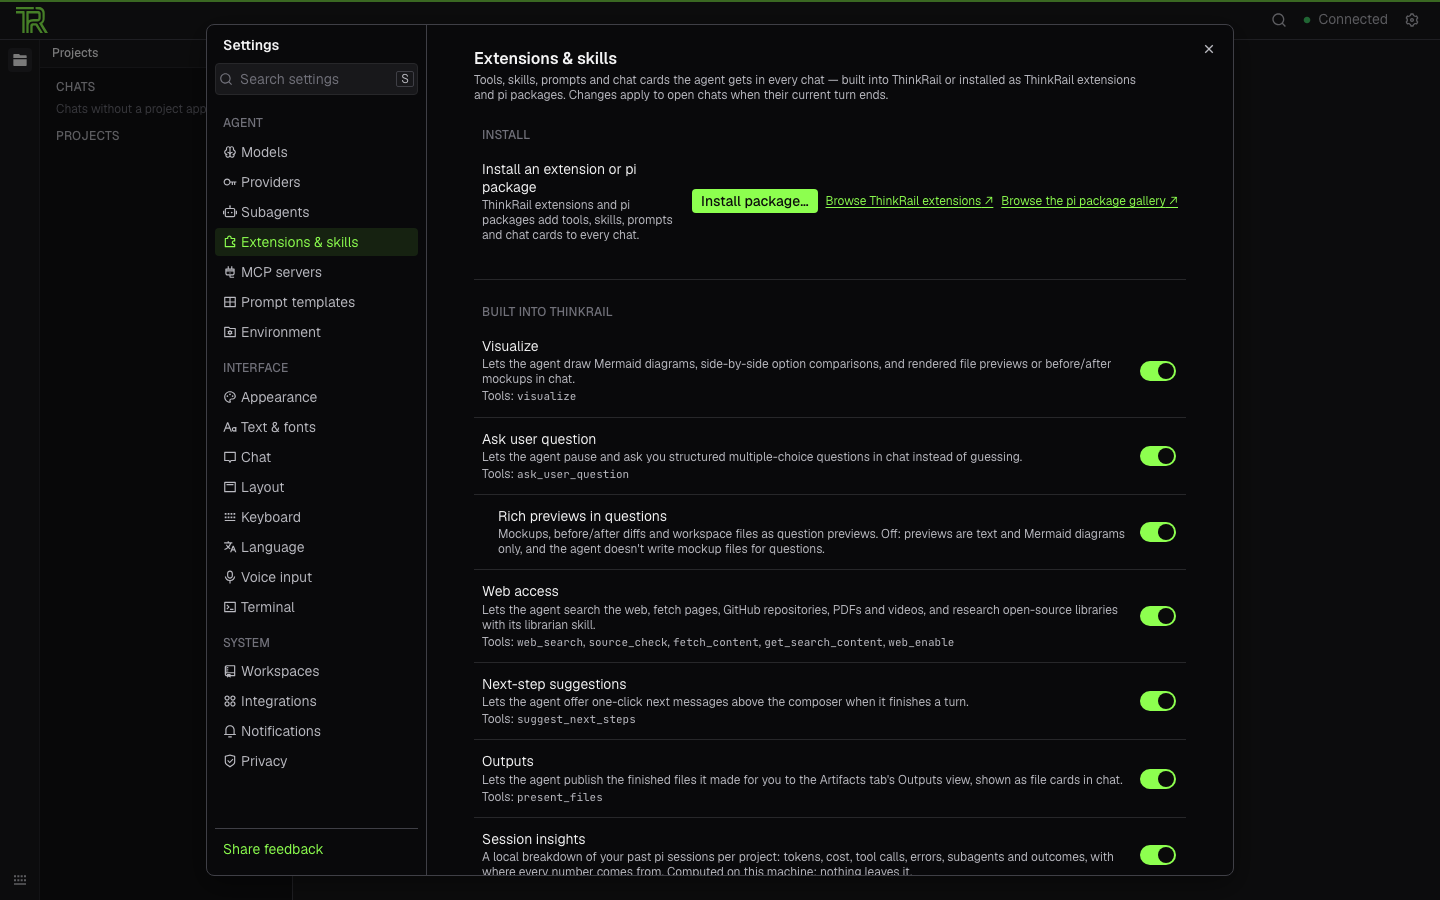 TR
Connected
Projects
CHATS
Chats without a project app
PROJECTS
Settings
Search settings
S
AGENT
Models
Providers
Subagents
Extensions & skills
MCP servers
Prompt templates
Environment
INTERFACE
Appearance
Text & fonts
Chat
Layout
Keyboard
Language
Voice input
Terminal
SYSTEM
Workspaces
Integrations
Notifications
Privacy
Share feedback
Extensions & skills
Tools, skills, prompts and chat cards the agent gets in every chat — built into ThinkRail or installed as ThinkRail extensions
and pi packages. Changes apply to open chats when their current turn ends.
INSTALL
Install an extension or pi
package
ThinkRail extensions and pi
packages add tools, skills, prompts
and chat cards to every chat.
Install package...
Browse ThinkRail extensions ↗
Browse the pi package gallery ↗
BUILT INTO THINKRAIL
Visualize
Lets the agent draw Mermaid diagrams, side-by-side option comparisons, and rendered file previews or before/after
mockups in chat.
Tools: visualize
Ask user question
Lets the agent pause and ask you structured multiple-choice questions in chat instead of guessing.
Tools: ask_user_question
Rich previews in questions
Mockups, before/after diffs and workspace files as question previews. Off: previews are text and Mermaid diagrams
only, and the agent doesn't write mockup files for questions.
Web access
Lets the agent search the web, fetch pages, GitHub repositories, PDFs and videos, and research open-source libraries
with its librarian skill.
Tools: web_search, source_check, fetch_content, get_search_content, web_enable
Next-step suggestions
Lets the agent offer one-click next messages above the composer when it finishes a turn.
Tools: suggest_next_steps
Outputs
Lets the agent publish the finished files it made for you to the Artifacts tab's Outputs view, shown as file cards in chat.
Tools: present_files
Session insights
A local breakdown of your past pi sessions per project: tokens, cost, tool calls, errors, subagents and outcomes, with
where every number comes from. Computed on this machine; nothing leaves it.